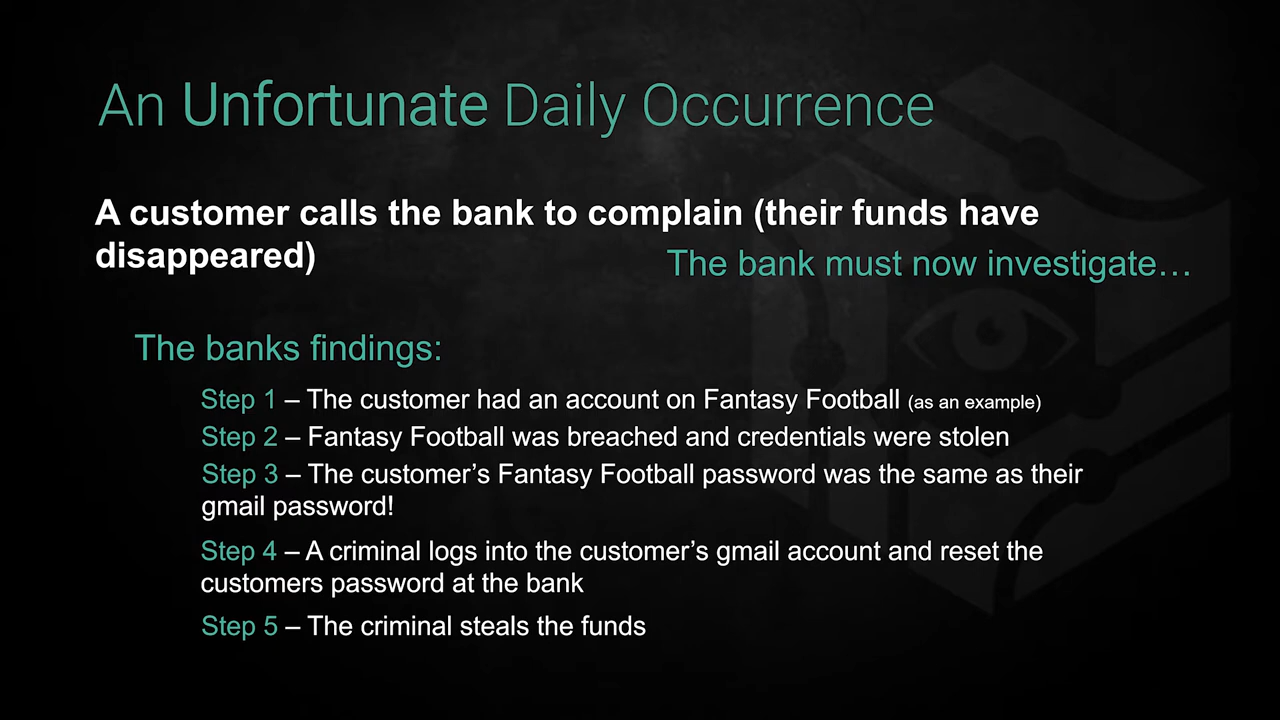 An Unfortunate Daily Occurrence
A customer calls the bank to complain (their funds have
disappeared)
The bank must now investigate…
The banks findings:
Step 1 – The customer had an account on Fantasy Football (as an example)
Step 2 – Fantasy Football was breached and credentials were stolen
Step 3 – The customer’s Fantasy Football password was the same as their
gmail password!
Step 4 – A criminal logs into the customer’s gmail account and reset the
customers password at the bank
Step 5 – The criminal steals the funds